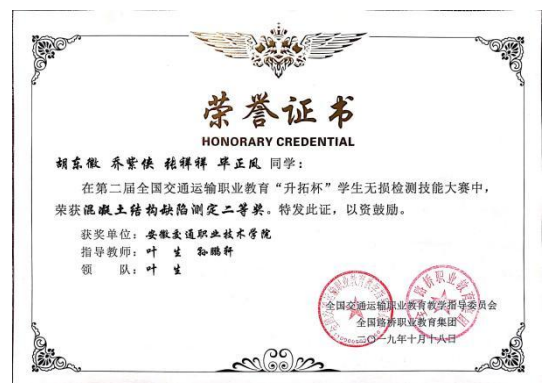 荣誉证书
HONORARY CREDENTIAL
胡东徽 乔紫侠 张祥祥 毕正凤 同学：
在第二届全国交通运输职业教育“升拓杯”学生无损检测技能大赛中，
荣获混凝土结构缺陷测定二等奖。特发此证，以资鼓励。
获奖单位：安徽交通职业技术学院
指导教师：叶 生 孙鹏轩
领 队：叶 生
全国交通运输职业教育教学指导委员会
全国路桥职业教育集团
二〇一九年十月十八日